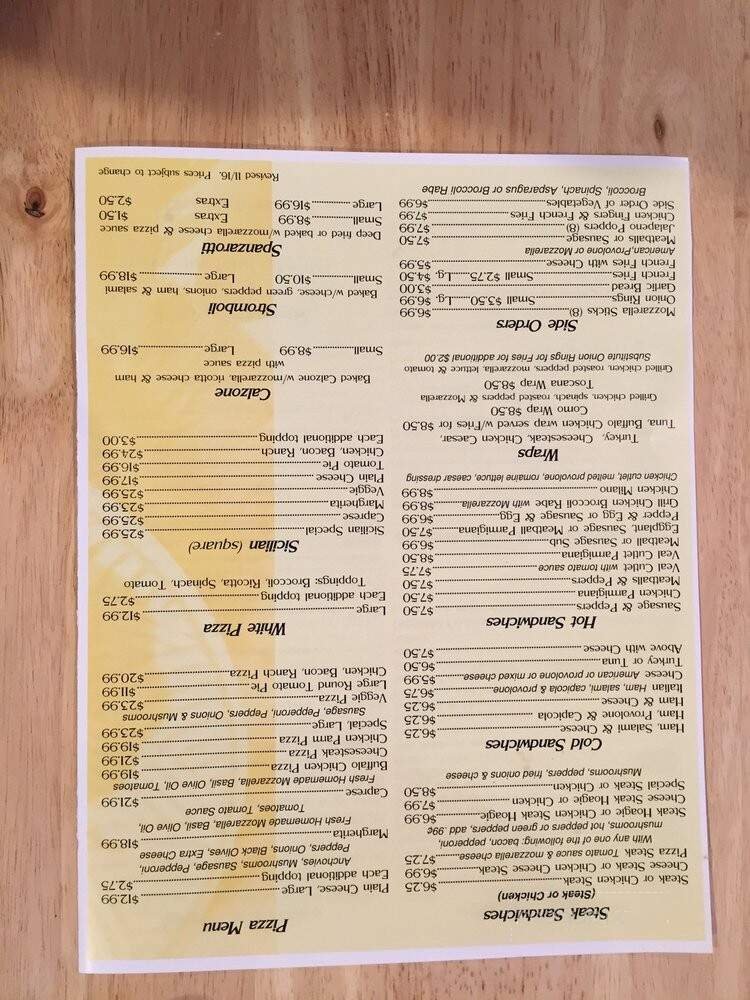 Steak Sandwiches
(Steak or Chicken)
Steak or Chicken Steak $6.25
Cheese Steak or Chicken Cheese Steak $6.99
Pizza Steak Tomato sauce & mozzarella cheese $7.25
With any one of the following: bacon, pepperoni,
mushrooms, hot peppers or green peppers, add .99¢
Steak Hoagie or Chicken Steak Hoagie $6.99
Cheese Steak Hoagie or Chicken $7.99
Special Steak or Chicken $8.50
Mushrooms, peppers, fried onions & cheese
Cold Sandwiches
Ham, Salami & Cheese $6.25
Ham, Provolone & Capicola $6.25
Ham & Cheese $6.25
Italian Ham, salami, capicola & provolone $6.75
Cheese American or provolone or mixed cheese $5.99
Turkey or Tuna $6.50
Above with Cheese $7.50
Hot Sandwiches
Sausage & Peppers $7.50
Chicken Parmigiana $7.50
Meatballs & Peppers $7.50
Veal Cutlet with tomato sauce $7.75
Veal Cutlet Parmigiana $8.50
Meatball or Sausage Sub $6.99
Eggplant, Sausage or Meatball Parmigiana $7.50
Pepper & Egg or Sausage & Egg $6.99
Grill Chicken Broccoli Rabe with Mozzarella $8.99
Chicken Milano $8.99
Chicken cutlet, melted provolone, romaine lettuce, caesar dressing
Wraps
Turkey, Cheesesteak, Chicken Caesar,
Tuna, Buffalo Chicken wrap served w/Fries for $8.50
Como Wrap $8.50
Grilled chicken, spinach, roasted peppers & Mozzarella
Toscana Wrap $8.50
Grilled chicken, roasted peppers, mozzarella, lettuce & tomato
Substitute Onion Rings for Fries for additional $2.00
Side Orders
Mozzarella Sticks (8) $6.99
Onion Rings Small $3.50 Lg. $6.99
Garlic Bread $3.00
French Fries Small $2.75 Lg. $4.50
French Fries with Cheese $5.99
American, Provolone or Mozzarella
Meatballs or Sausage $7.50
Jalapeno Poppers (8) $7.99
Chicken Fingers & French Fries $7.99
Side Order of Vegetables $6.99
Broccoli, Spinach, Asparagus or Broccoli Rabe
Pizza Menu
Plain, Cheese, Large $12.99
Each additional topping $2.75
Anchovies, Mushrooms, Sausage, Pepperoni,
Peppers, Onions, Black Olives, Extra Cheese
Margherita $18.99
Fresh Homemade Mozzarella, Basil, Olive Oil,
Tomatoes, Tomato Sauce
Caprese $21.99
Fresh Homemade Mozzarella, Basil, Olive Oil, Tomatoes
Buffalo Chicken Pizza $19.99
Cheesesteak Pizza $21.99
Chicken Parm Pizza $19.99
Special, Large $23.99
Sausage, Pepperoni, Peppers, Onions & Mushrooms
Veggie Pizza $23.99
Large Round Tomato Pie $11.99
Chicken, Bacon, Ranch Pizza $20.99
White Pizza
Large $12.99
Each additional topping $2.75
Toppings: Broccoli, Ricotta, Spinach, Tomato
Sicilian (square)
Sicilian Special $25.99
Caprese $25.99
Margherita $23.99
Veggie $25.99
Plain Cheese $17.99
Tomato Pie $16.99
Chicken, Bacon, Ranch $24.99
Each additional topping $3.00
Calzone
Baked Calzone w/mozzarella, ricotta cheese & ham
with pizza sauce
Small $8.99 Large $16.99
Stromboli
Baked w/cheese, green peppers, onions, ham & salami
Small $10.50 Large $18.99
Spanzarotti
Deep fried or baked w/mozzarella cheese & pizza sauce
Small $8.99 Extras $1.50
Large $16.99 Extras $2.50
Revised 11/16. Prices subject to change